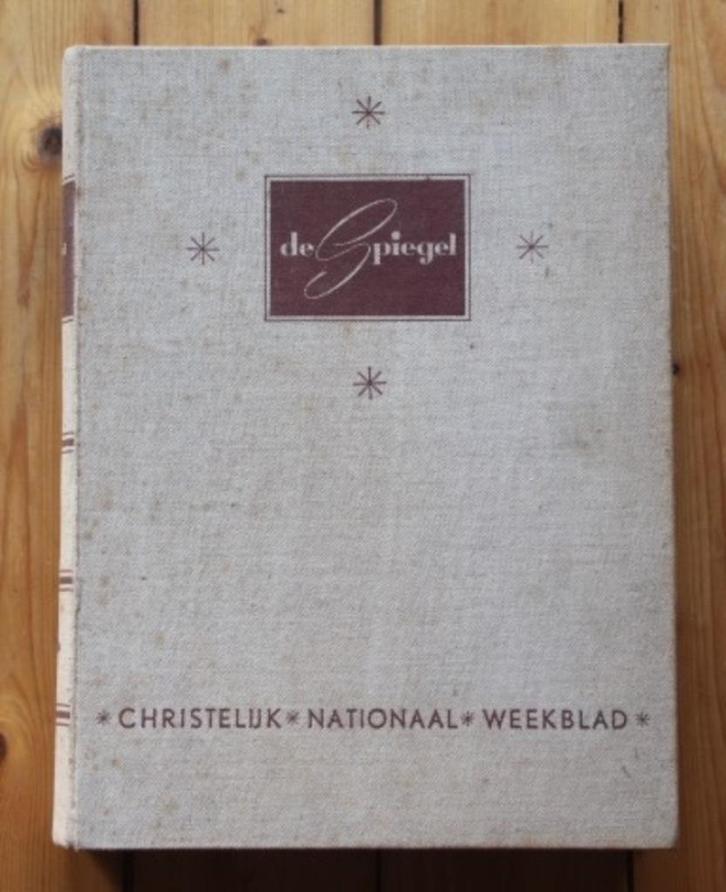 de Spiegel
* CHRISTELIJK * NATIONAAL * WEEKBLAD *